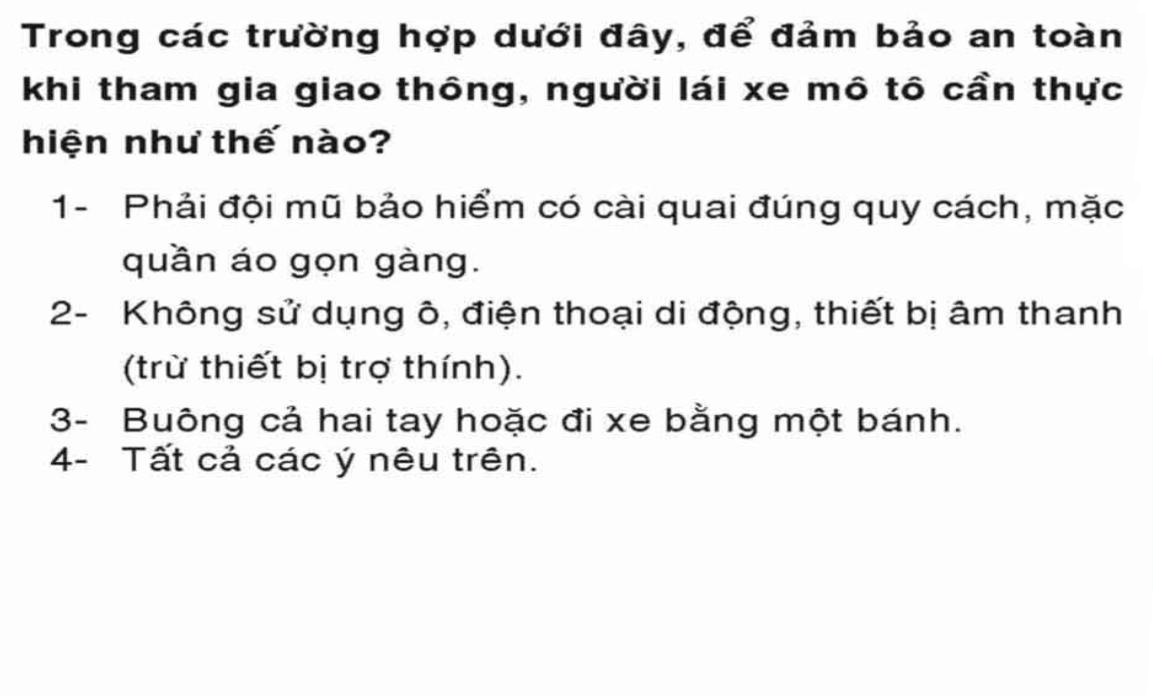 Trong các trường hợp dưới đây, để đảm bảo an toàn
khi tham gia giao thông, người lái xe mô tô cần thực
hiện như thế nào?
1- Phải đội mũ bảo hiểm có cài quai đúng quy cách, mặc
quần áo gọn gàng.
2- Không sử dụng ô, điện thoại di động, thiết bị âm thanh
(trừ thiết bị trợ thính).
3- Buông cả hai tay hoặc đi xe bằng một bánh.
4- Tất cả các ý nêu trên.